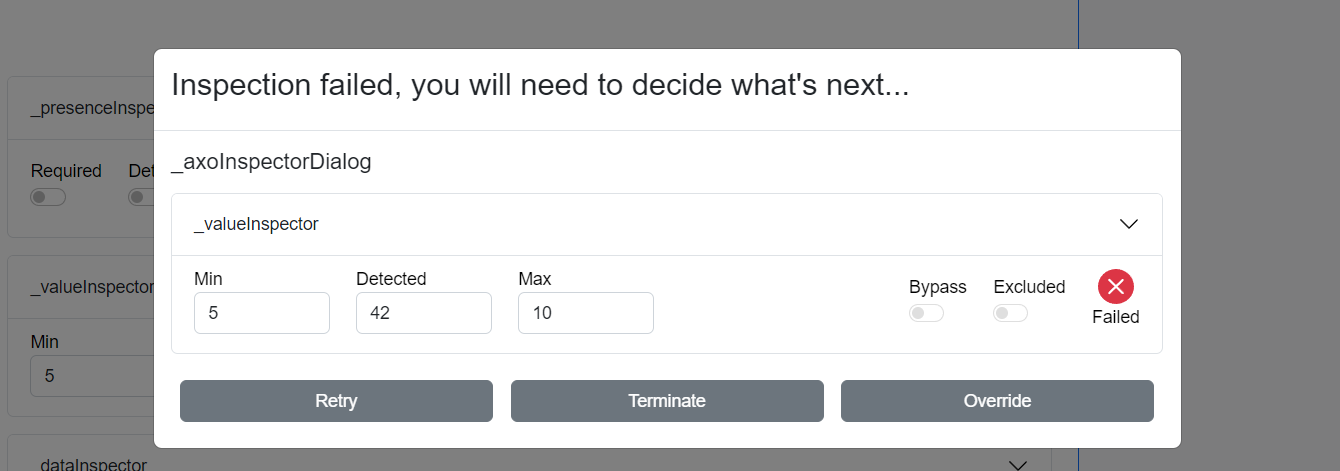 Inspection failed, you will need to decide what's next...
_axoInspectorDialog
_valueInspector
Min Detected Max
5 42 10
Bypass Excluded
Failed
Retry Terminate Override
_presenceInspe
Required Det
_valueInspector
Min
5
_dataInspector